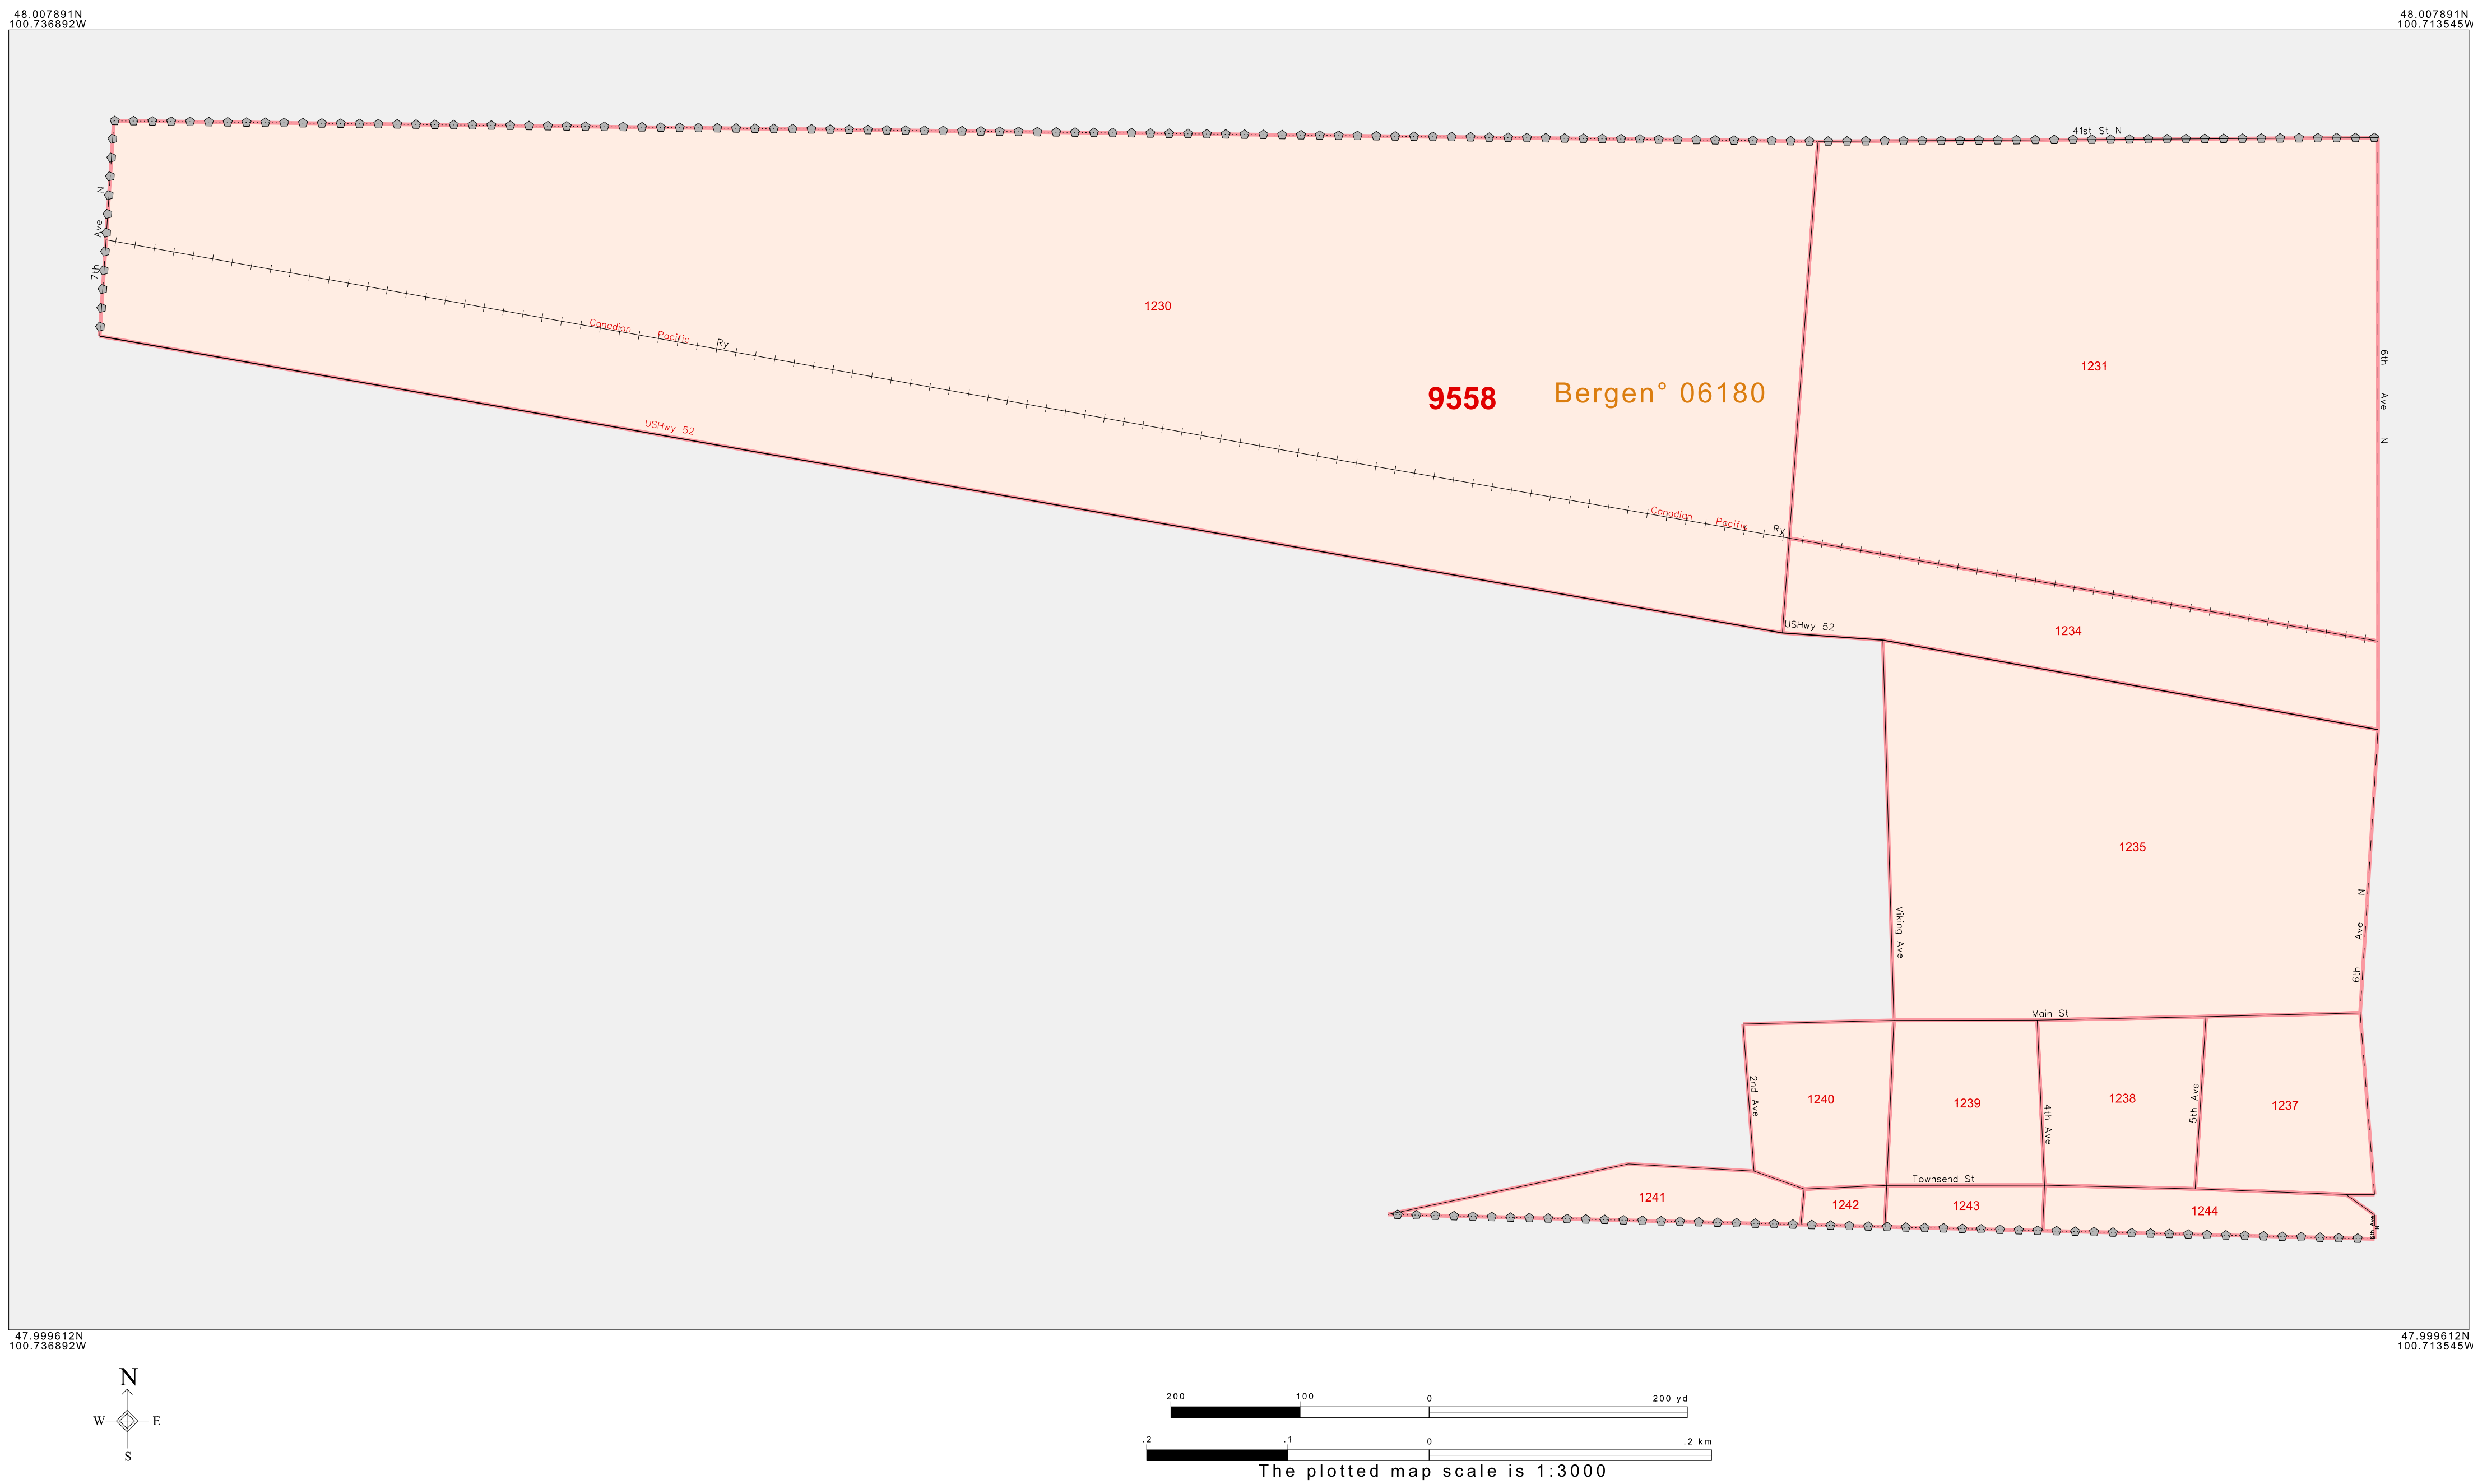 48.007891N
100.736892W
48.007891N
100.713545W
41st St N
7th Ave N
1230
Canadian Pacific Ry
USHwy 52
9558
Bergen° 06180
1231
6th Ave N
Canadian Pacific Ry
USHwy 52
1234
1235
Viking Ave
6th Ave N
Main St
2nd Ave
1240
1239
4th Ave
1238
5th Ave
1237
Townsend St
1241
1242
1243
1244
6th Ave N
47.999612N
100.736892W
47.999612N
100.713545W
N
W E
S
200 100 0 200 yd
.2 .1 0 .2 km
The plotted map scale is 1:3000